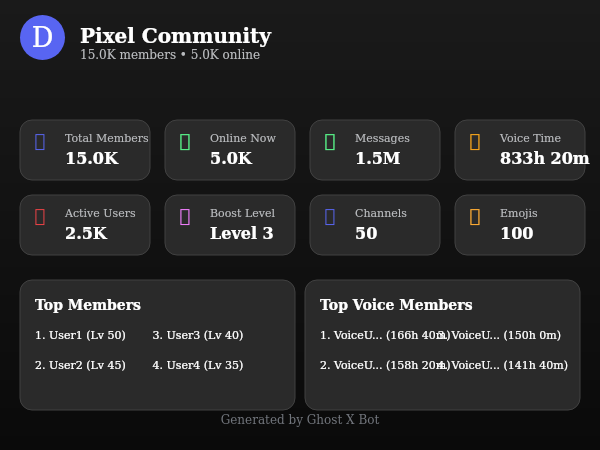 D
Pixel Community
15.0K members • 5.0K online
Total Members
15.0K
Online Now
5.0K
Messages
1.5M
Voice Time
833h 20m
Active Users
2.5K
Boost Level
Level 3
Channels
50
Emojis
100
Top Members
1. User1 (Lv 50)
3. User3 (Lv 40)
2. User2 (Lv 45)
4. User4 (Lv 35)
Top Voice Members
1. VoiceU... (166h 40m)
3. VoiceU... (150h 0m)
2. VoiceU... (158h 20m)
4. VoiceU... (141h 40m)
Generated by Ghost X Bot